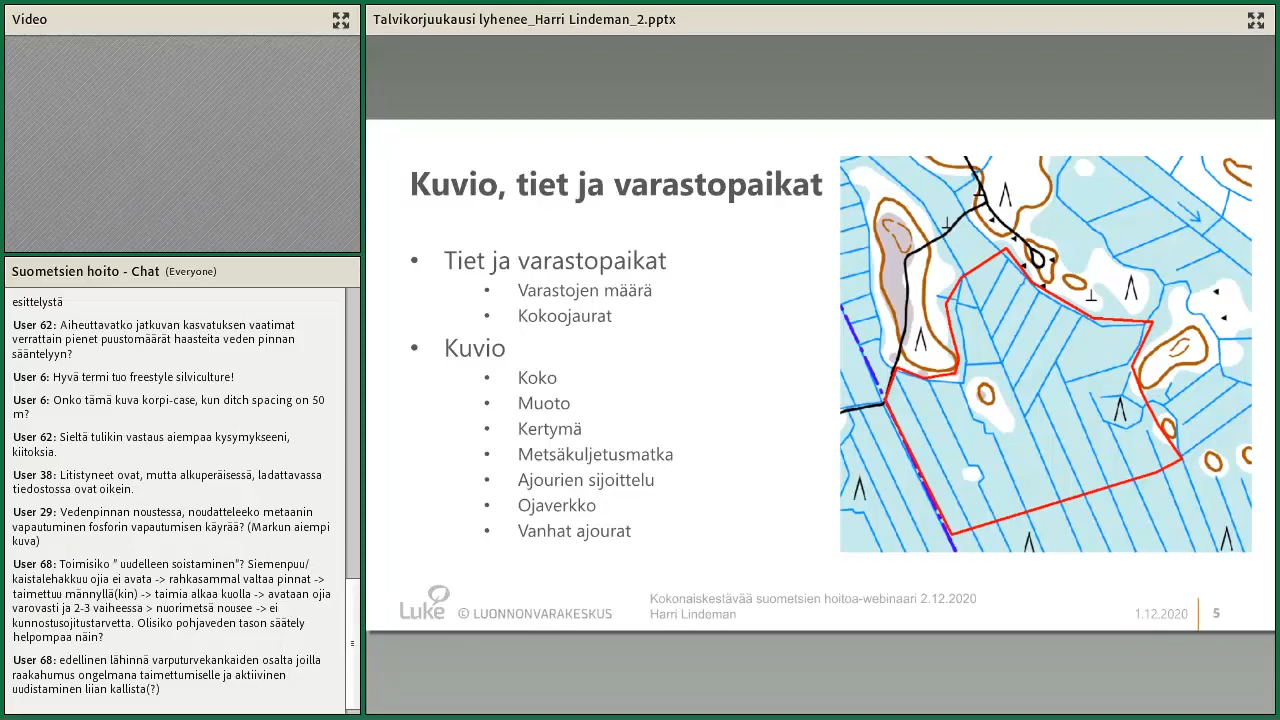 Video
Talvikorjuukausi lyhenee_Harri Lindeman_2.pptx
Suometsien hoito - Chat (Everyone)
esittelystä
User 62: Aiheuttavatko jatkuvan kasvatuksen vaatimat
verrattain pienet puustomäärät haasteita veden pinnan
sääntelyyn?
User 6: Hyvä termi tuo freestyle silviculture!
User 6: Onko tämä kuva korpi-case, kun ditch spacing on 50
m?
User 62: Sieltä tulikin vastaus aiempaa kysymykseeni,
kiitoksia.
User 38: Litistyneet ovat, mutta alkuperäisessä, ladattavassa
tiedostossa ovat oikein.
User 29: Vedenpinnan noustessa, noudatteleeko metaanin
vapautuminen fosforin vapautumisen käyrää? (Markun aiempi
kuva)
User 68: Toimisiko " uudelleen soistaminen"? Siemenpuu/
kaistalehakkuu ojia ei avata -> rahkasammal valtaa pinnat ->
taimettuu männyllä(kin) -> taimia alkaa kuolla -> avataan ojia
varovasti ja 2-3 vaiheessa > nuorimetsä nousee -> ei
kunnostusojitustarvetta. Olisiko pohjaveden tason säätely
helpompaa näin?
User 68: edellinen lähinnä varputurvekankaiden osalta joilla
raakahumus ongelmana taimettumiselle ja aktiivinen
uudistaminen liian kallista(?)
Kuvio, tiet ja varastopaikat
• Tiet ja varastopaikat
• Varastojen määrä
• Kokoojaurat
• Kuvio
• Koko
• Muoto
• Kertymä
• Metsäkuljetusmatka
• Ajourien sijoittelu
• Ojaverkko
• Vanhat ajourat
Luke © LUONNONVARAKESKUS
Kokonaiskestävää suometsien hoitoa-webinaari 2.12.2020
Harri Lindeman
1.12.2020 5